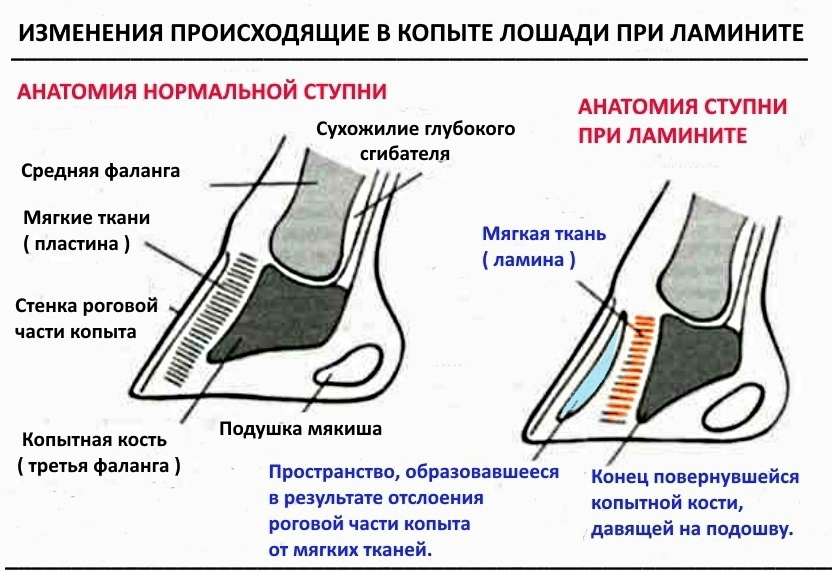 ИЗМЕНЕНИЯ ПРОИСХОДЯЩИЕ В КОПЫТЕ ЛОШАДИ ПРИ ЛАМИНИТЕ
АНАТОМИЯ НОРМАЛЬНОЙ СТУПНИ
Сухожилие глубокого
сгибателя
Средняя фаланга
Мягкие ткани
( пластина )
Стенка роговой
части копыта
Копытная кость
( третья фаланга )
Подушка мякиша
АНАТОМИЯ СТУПНИ
ПРИ ЛАМИНИТЕ
Мягкая ткань
( ламина )
Пространство, образовавшееся
в результате отслоения
роговой части копыта
от мягких тканей.
Конец повернувшейся
копытной кости,
давящей на подошву.